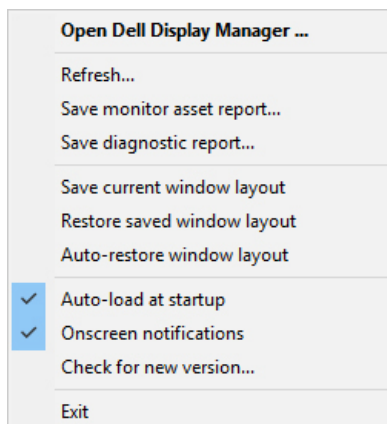 Open Dell Display Manager ...
Refresh...
Save monitor asset report...
Save diagnostic report...
Save current window layout
Restore saved window layout
Auto-restore window layout
Auto-load at startup
Onscreen notifications
Check for new version...
Exit